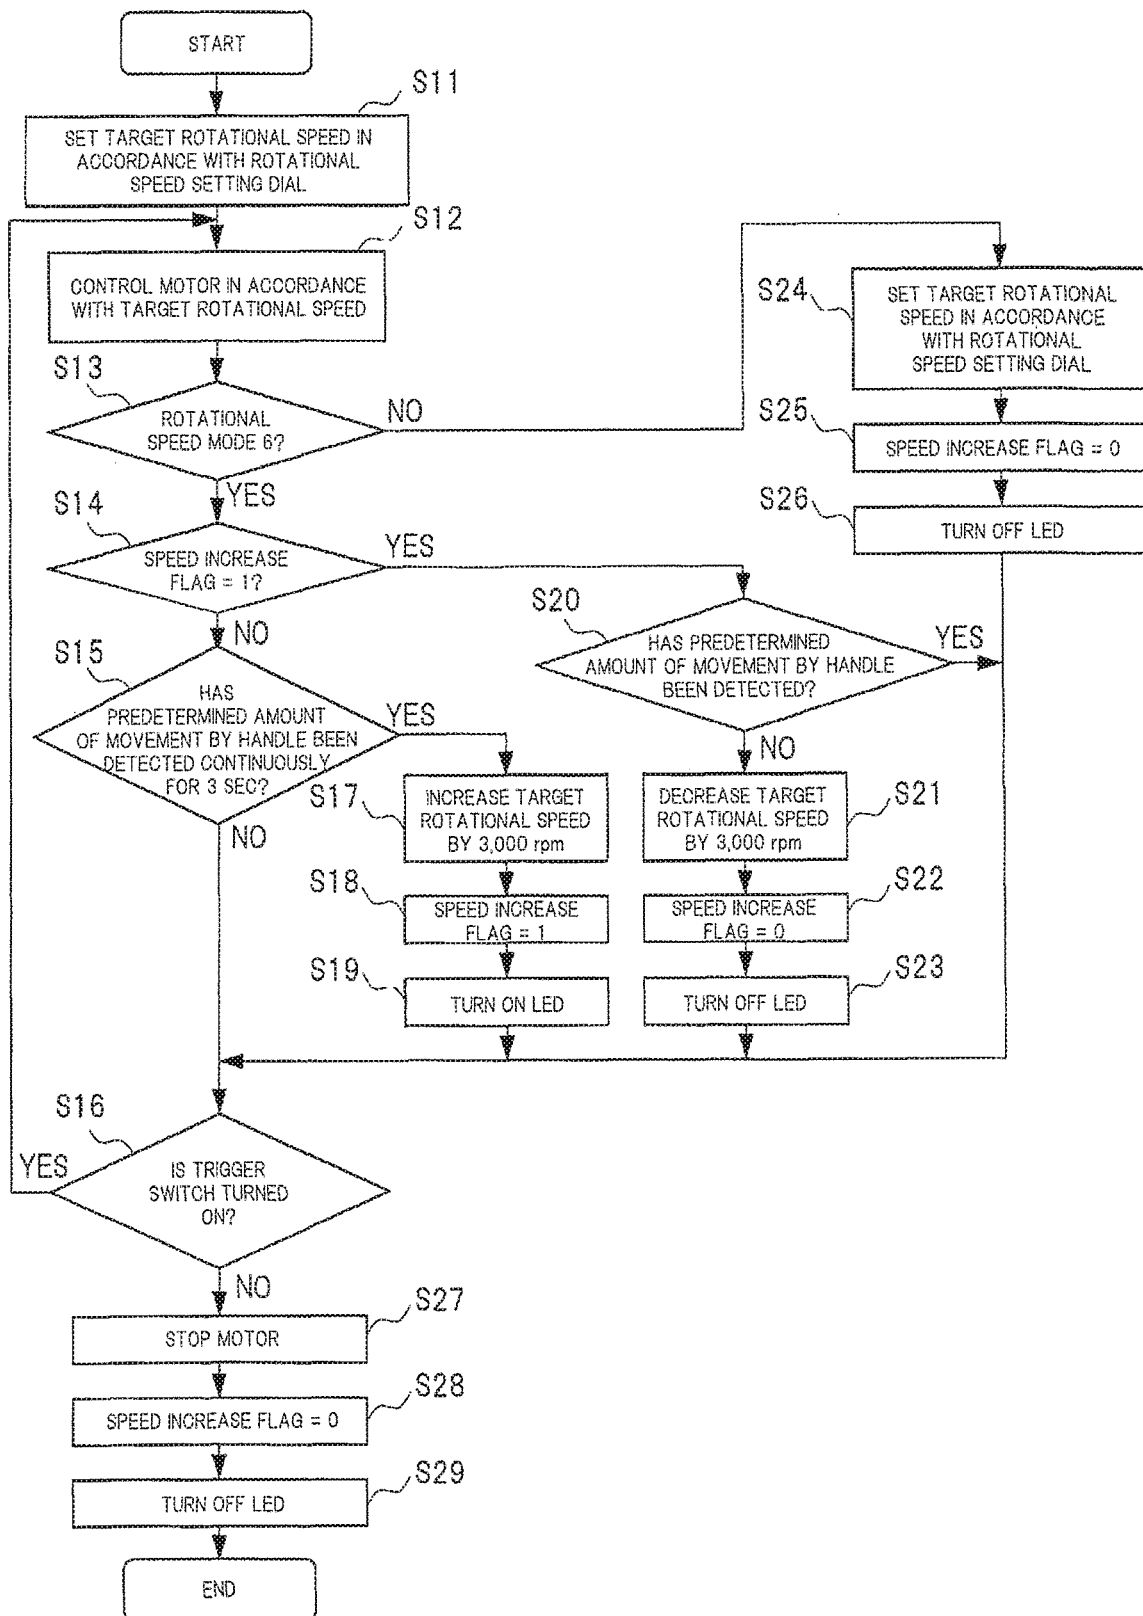 START
S11
SET TARGET ROTATIONAL SPEED IN
ACCORDANCE WITH ROTATIONAL
SPEED SETTING DIAL
S12
CONTROL MOTOR IN ACCORDANCE
WITH TARGET ROTATIONAL SPEED
S13
ROTATIONAL
SPEED MODE 6?
NO
YES
S24
SET TARGET ROTATIONAL
SPEED IN ACCORDANCE
WITH ROTATIONAL
SPEED SETTING DIAL
S25
SPEED INCREASE FLAG = 0
S26
TURN OFF LED
S14
SPEED INCREASE
FLAG = 1?
YES
NO
S20
HAS PREDETERMINED
AMOUNT OF MOVEMENT BY HANDLE
BEEN DETECTED?
YES
NO
S15
HAS
PREDETERMINED AMOUNT
OF MOVEMENT BY HANDLE BEEN
DETECTED CONTINUOUSLY
FOR 3 SEC?
YES
NO
S17
INCREASE TARGET
ROTATIONAL SPEED
BY 3,000 rpm
S21
DECREASE TARGET
ROTATIONAL SPEED
BY 3,000 rpm
S18
SPEED INCREASE
FLAG = 1
S22
SPEED INCREASE
FLAG = 0
S19
TURN ON LED
S23
TURN OFF LED
S16
IS TRIGGER
SWITCH TURNED
ON?
YES
NO
S27
STOP MOTOR
S28
SPEED INCREASE FLAG = 0
S29
TURN OFF LED
END